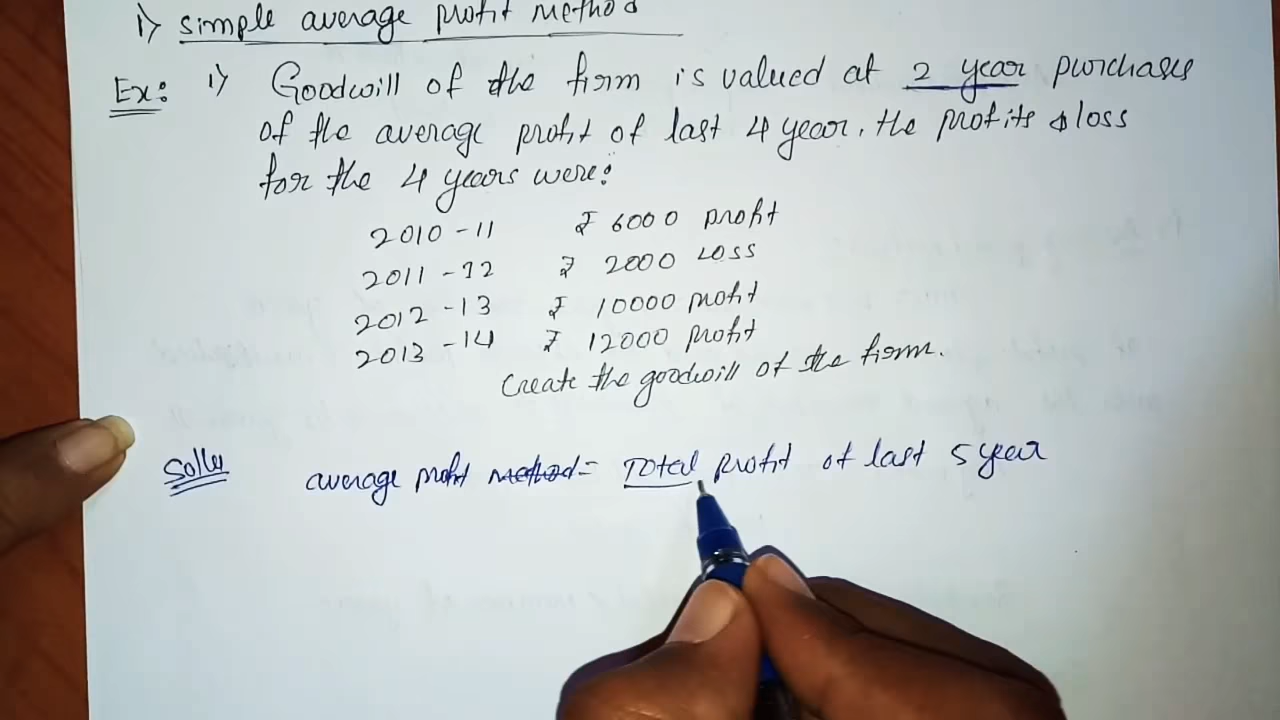 i) simple average profit method
Ex: 1) Goodwill of the firm is valued at 2 year purchases
of the average profit of last 4 year. the profits & loss
for the 4 years were:
2010-11 ₹ 6000 profit
2011-12 ₹ 2000 Loss
2012-13 ₹ 10000 profit
2013-14 ₹ 12000 profit
Create the goodwill of the firm.
Solu average profit method = Total profit of last 5 year